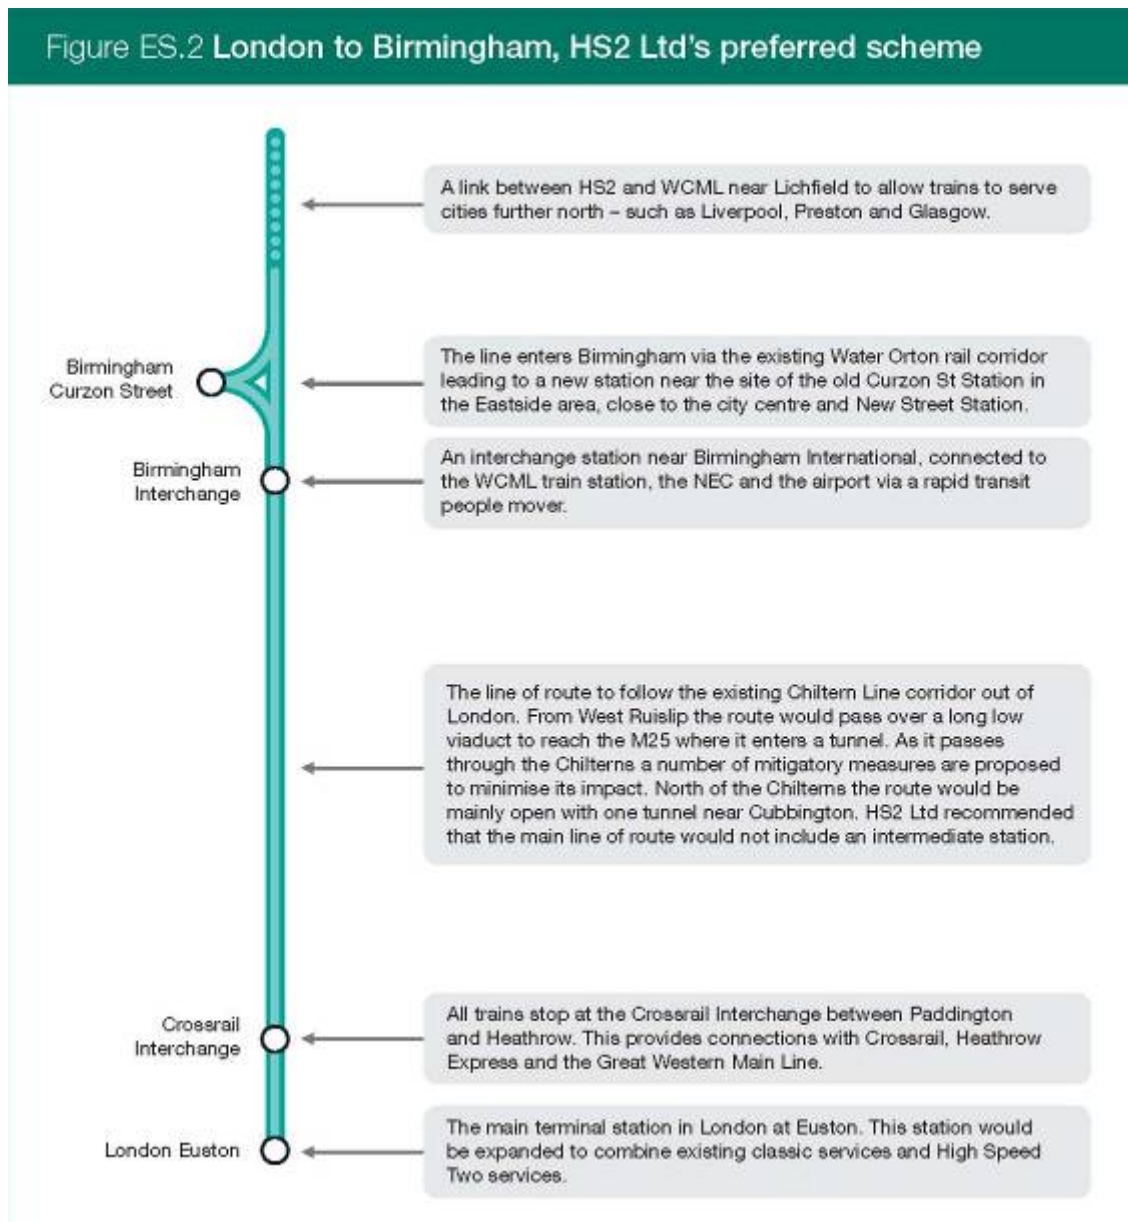 Figure ES.2 London to Birmingham, HS2 Ltd's preferred scheme
A link between HS2 and WCML near Lichfield to allow trains to serve
cities further north – such as Liverpool, Preston and Glasgow.
Birmingham
Curzon Street
The line enters Birmingham via the existing Water Orton rail corridor
leading to a new station near the site of the old Curzon St Station in
the Eastside area, close to the city centre and New Street Station.
Birmingham
Interchange
An interchange station near Birmingham International, connected to
the WCML train station, the NEC and the airport via a rapid transit
people mover.
The line of route to follow the existing Chiltern Line corridor out of
London. From West Ruislip the route would pass over a long low
viaduct to reach the M25 where it enters a tunnel. As it passes
through the Chilterns a number of mitigatory measures are proposed
to minimise its impact. North of the Chilterns the route would be
mainly open with one tunnel near Cubbington. HS2 Ltd recommended
that the main line of route would not include an intermediate station.
Crossrail
Interchange
All trains stop at the Crossrail Interchange between Paddington
and Heathrow. This provides connections with Crossrail, Heathrow
Express and the Great Western Main Line.
London Euston
The main terminal station in London at Euston. This station would
be expanded to combine existing classic services and High Speed
Two services.